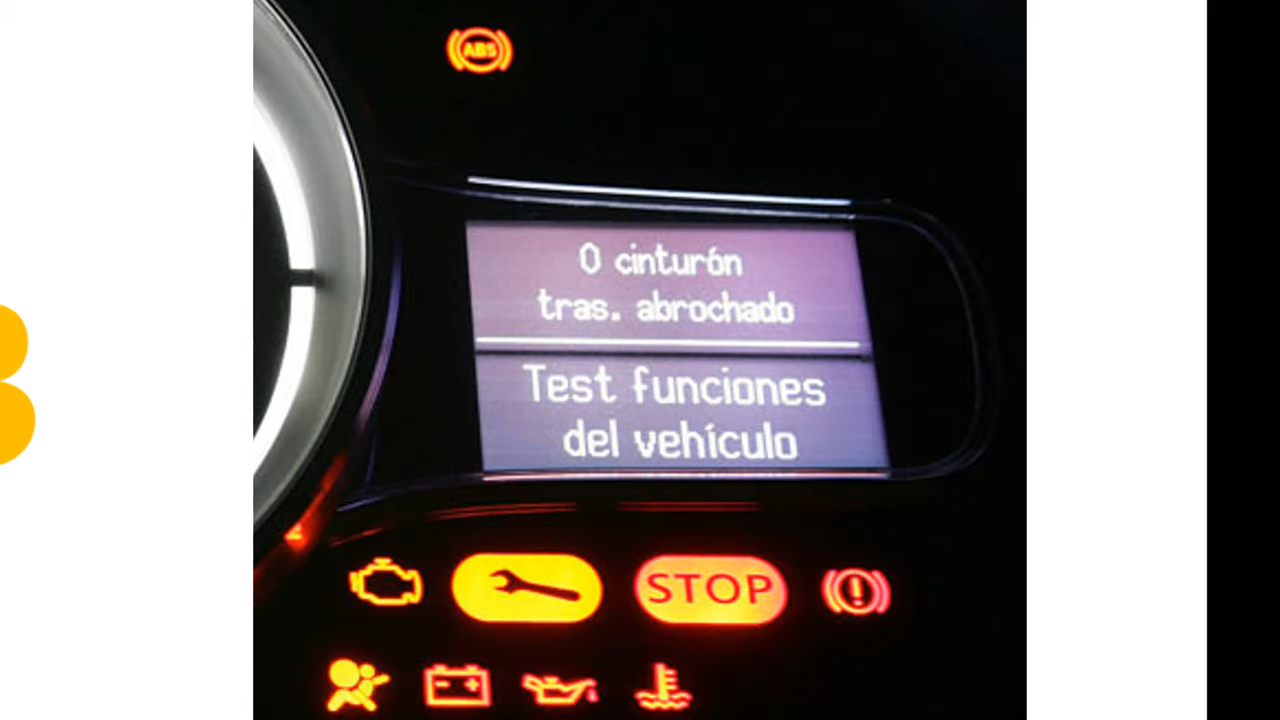 ABS
0 cinturón
tras. abrochado
Test funciones
del vehículo
STOP